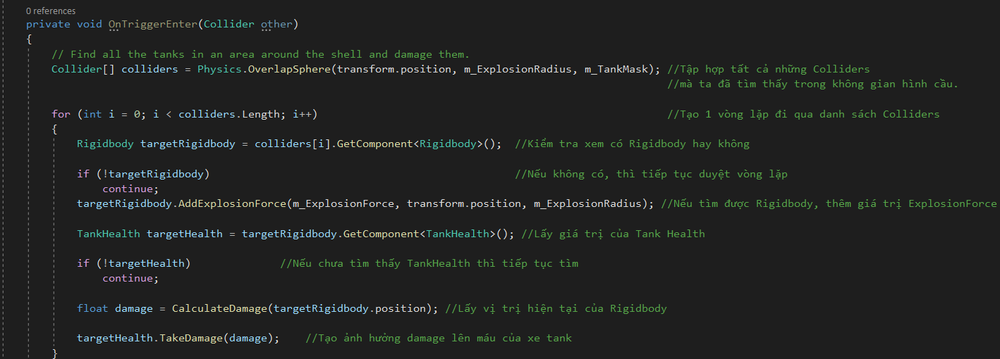 0 references
private void OnTriggerEnter(Collider other)
{
// Find all the tanks in an area around the shell and damage them.
Collider[] colliders = Physics.OverlapSphere(transform.position, m_ExplosionRadius, m_TankMask); //Tập hợp tất cả những Colliders
//mà ta đã tìm thấy trong không gian hình cầu.
for (int i = 0; i < colliders.Length; i++) //Tạo 1 vòng lặp đi qua danh sách Colliders
{
Rigidbody targetRigidbody = colliders[i].GetComponent<Rigidbody>(); //Kiểm tra xem có Rigidbody hay không
if (!targetRigidbody) //Nếu không có, thì tiếp tục duyệt vòng lặp
continue;
targetRigidbody.AddExplosionForce(m_ExplosionForce, transform.position, m_ExplosionRadius); //Nếu tìm được Rigidbody, thêm giá trị ExplosionForce
TankHealth targetHealth = targetRigidbody.GetComponent<TankHealth>(); //Lấy giá trị của Tank Health
if (!targetHealth) //Nếu chưa tìm thấy TankHealth thì tiếp tục tìm
continue;
float damage = CalculateDamage(targetRigidbody.position); //Lấy vị trị hiện tại của Rigidbody
targetHealth.TakeDamage(damage); //Tạo ảnh hưởng damage lên máu của xe tank
}